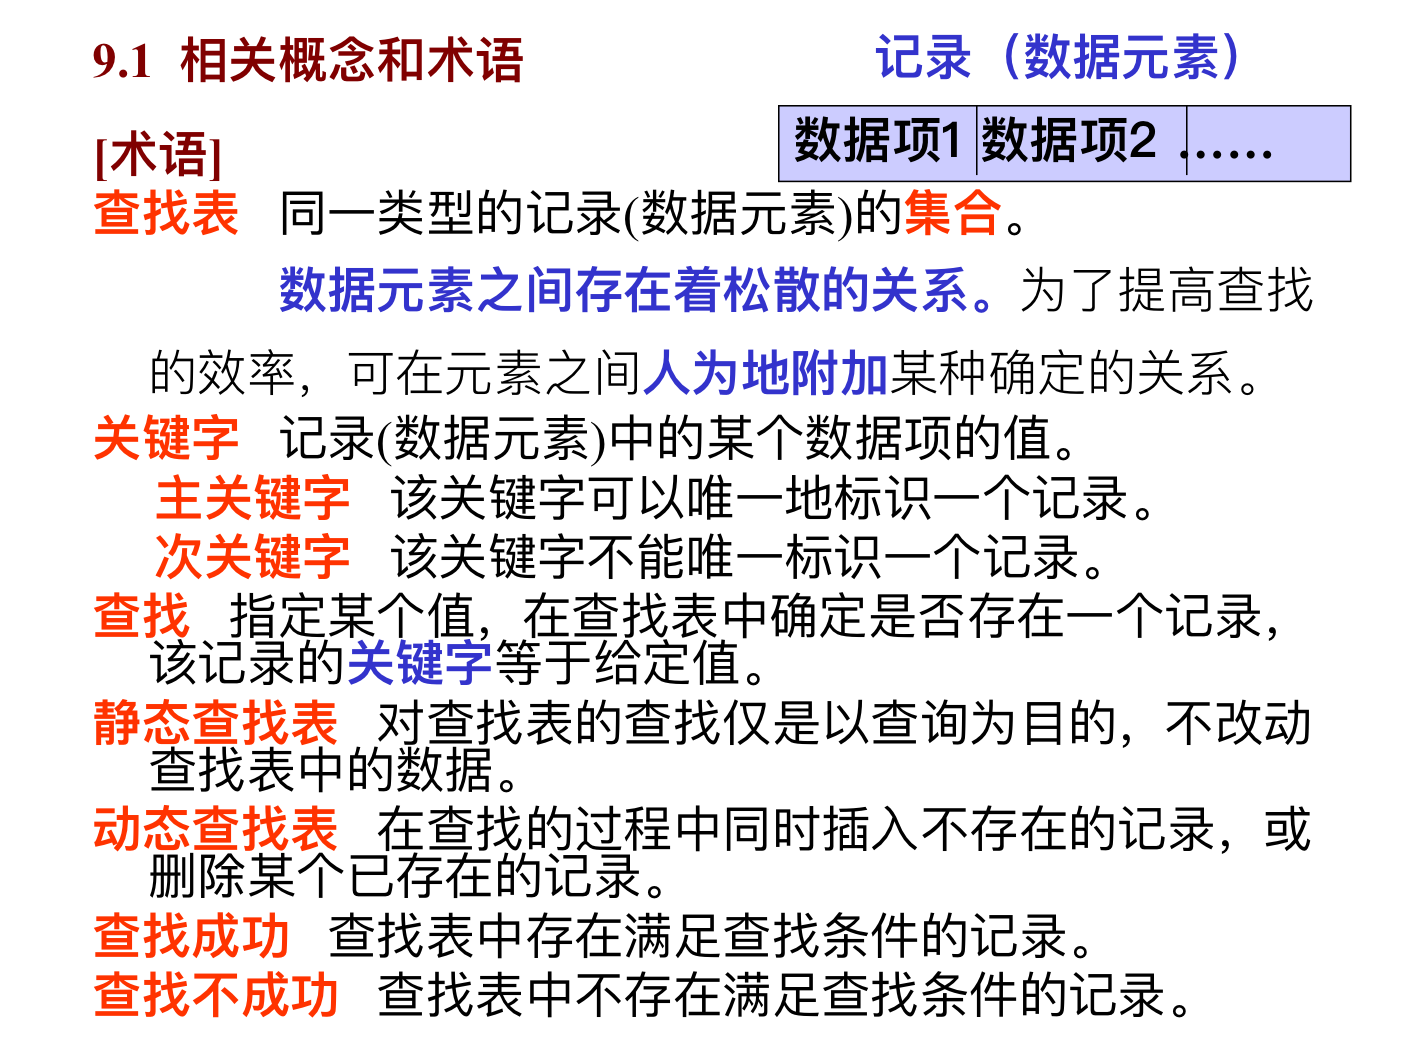 9.1 相关概念和术语
记录（数据元素）
数据项1 数据项2 ……
[术语]
查找表 同一类型的记录(数据元素)的集合。
数据元素之间存在着松散的关系。为了提高查找
的效率，可在元素之间人为地附加某种确定的关系。
关键字 记录(数据元素)中的某个数据项的值。
主关键字 该关键字可以唯一地标识一个记录。
次关键字 该关键字不能唯一标识一个记录。
查找 指定某个值，在查找表中确定是否存在一个记录，
该记录的关键字等于给定值。
静态查找表 对查找表的查找仅是以查询为目的，不改动
查找表中的数据。
动态查找表 在查找的过程中同时插入不存在的记录，或
删除某个已存在的记录。
查找成功 查找表中存在满足查找条件的记录。
查找不成功 查找表中不存在满足查找条件的记录。